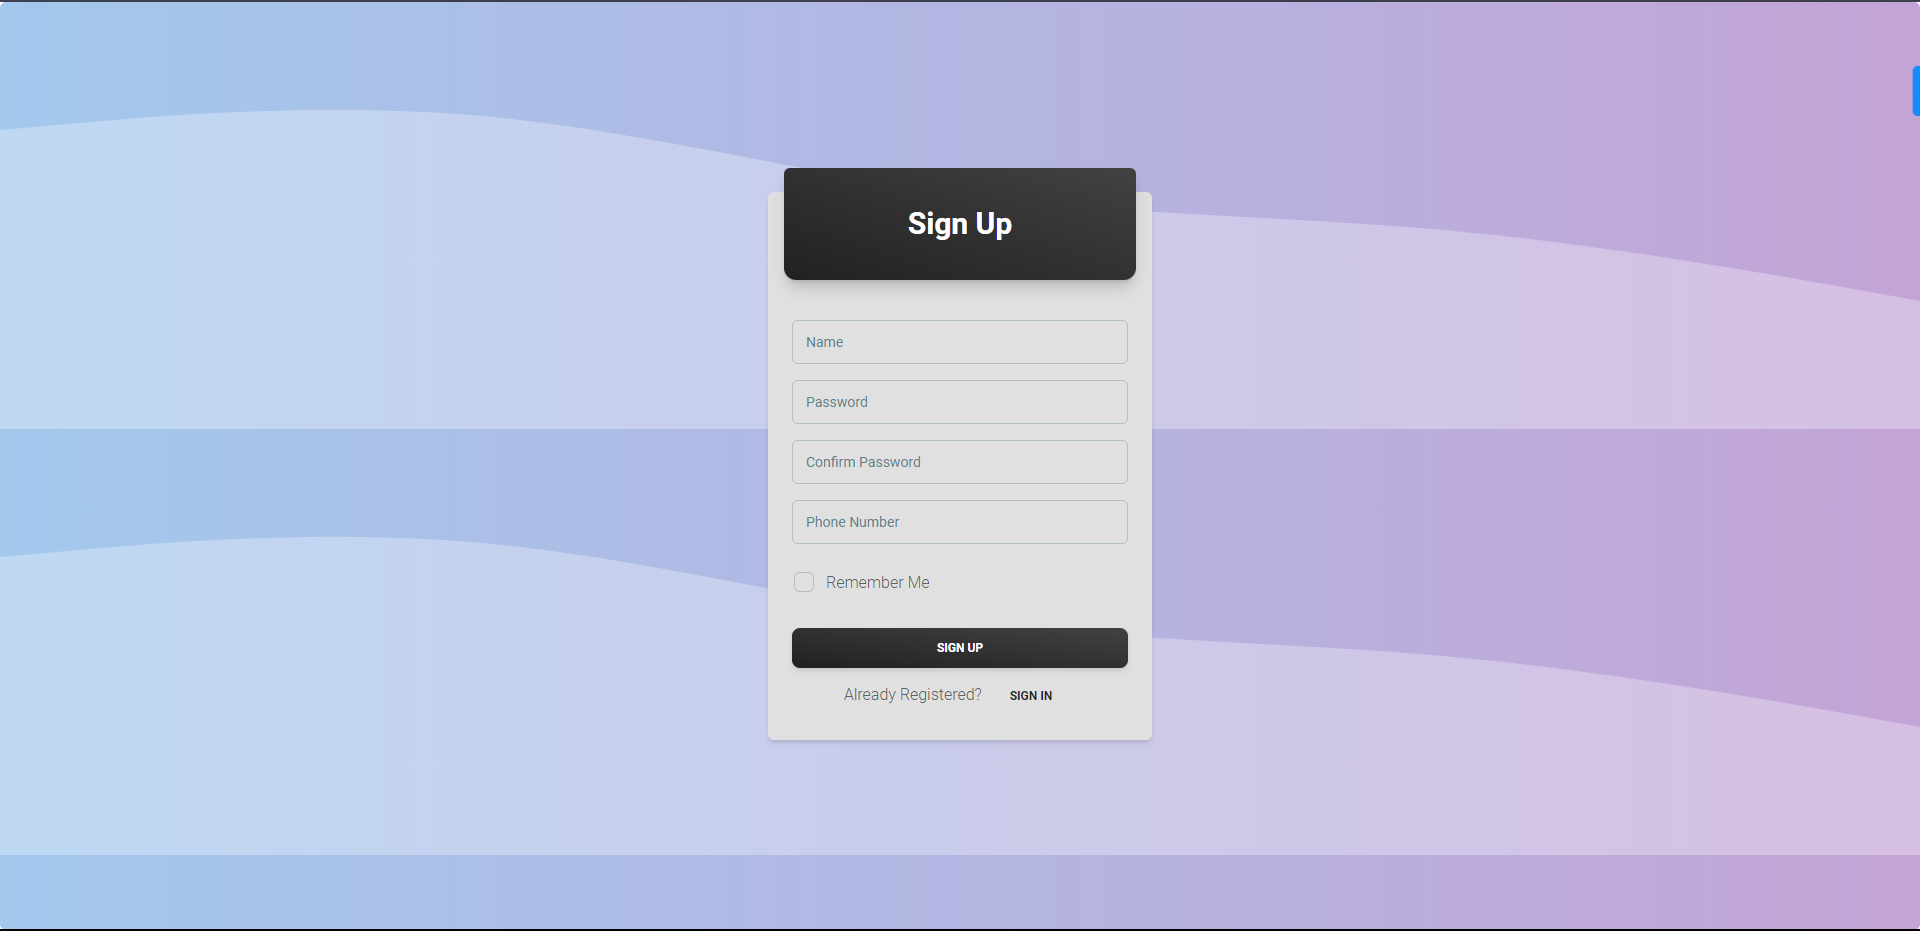 Sign Up
Name
Password
Confirm Password
Phone Number
Remember Me
SIGN UP
Already Registered? SIGN IN